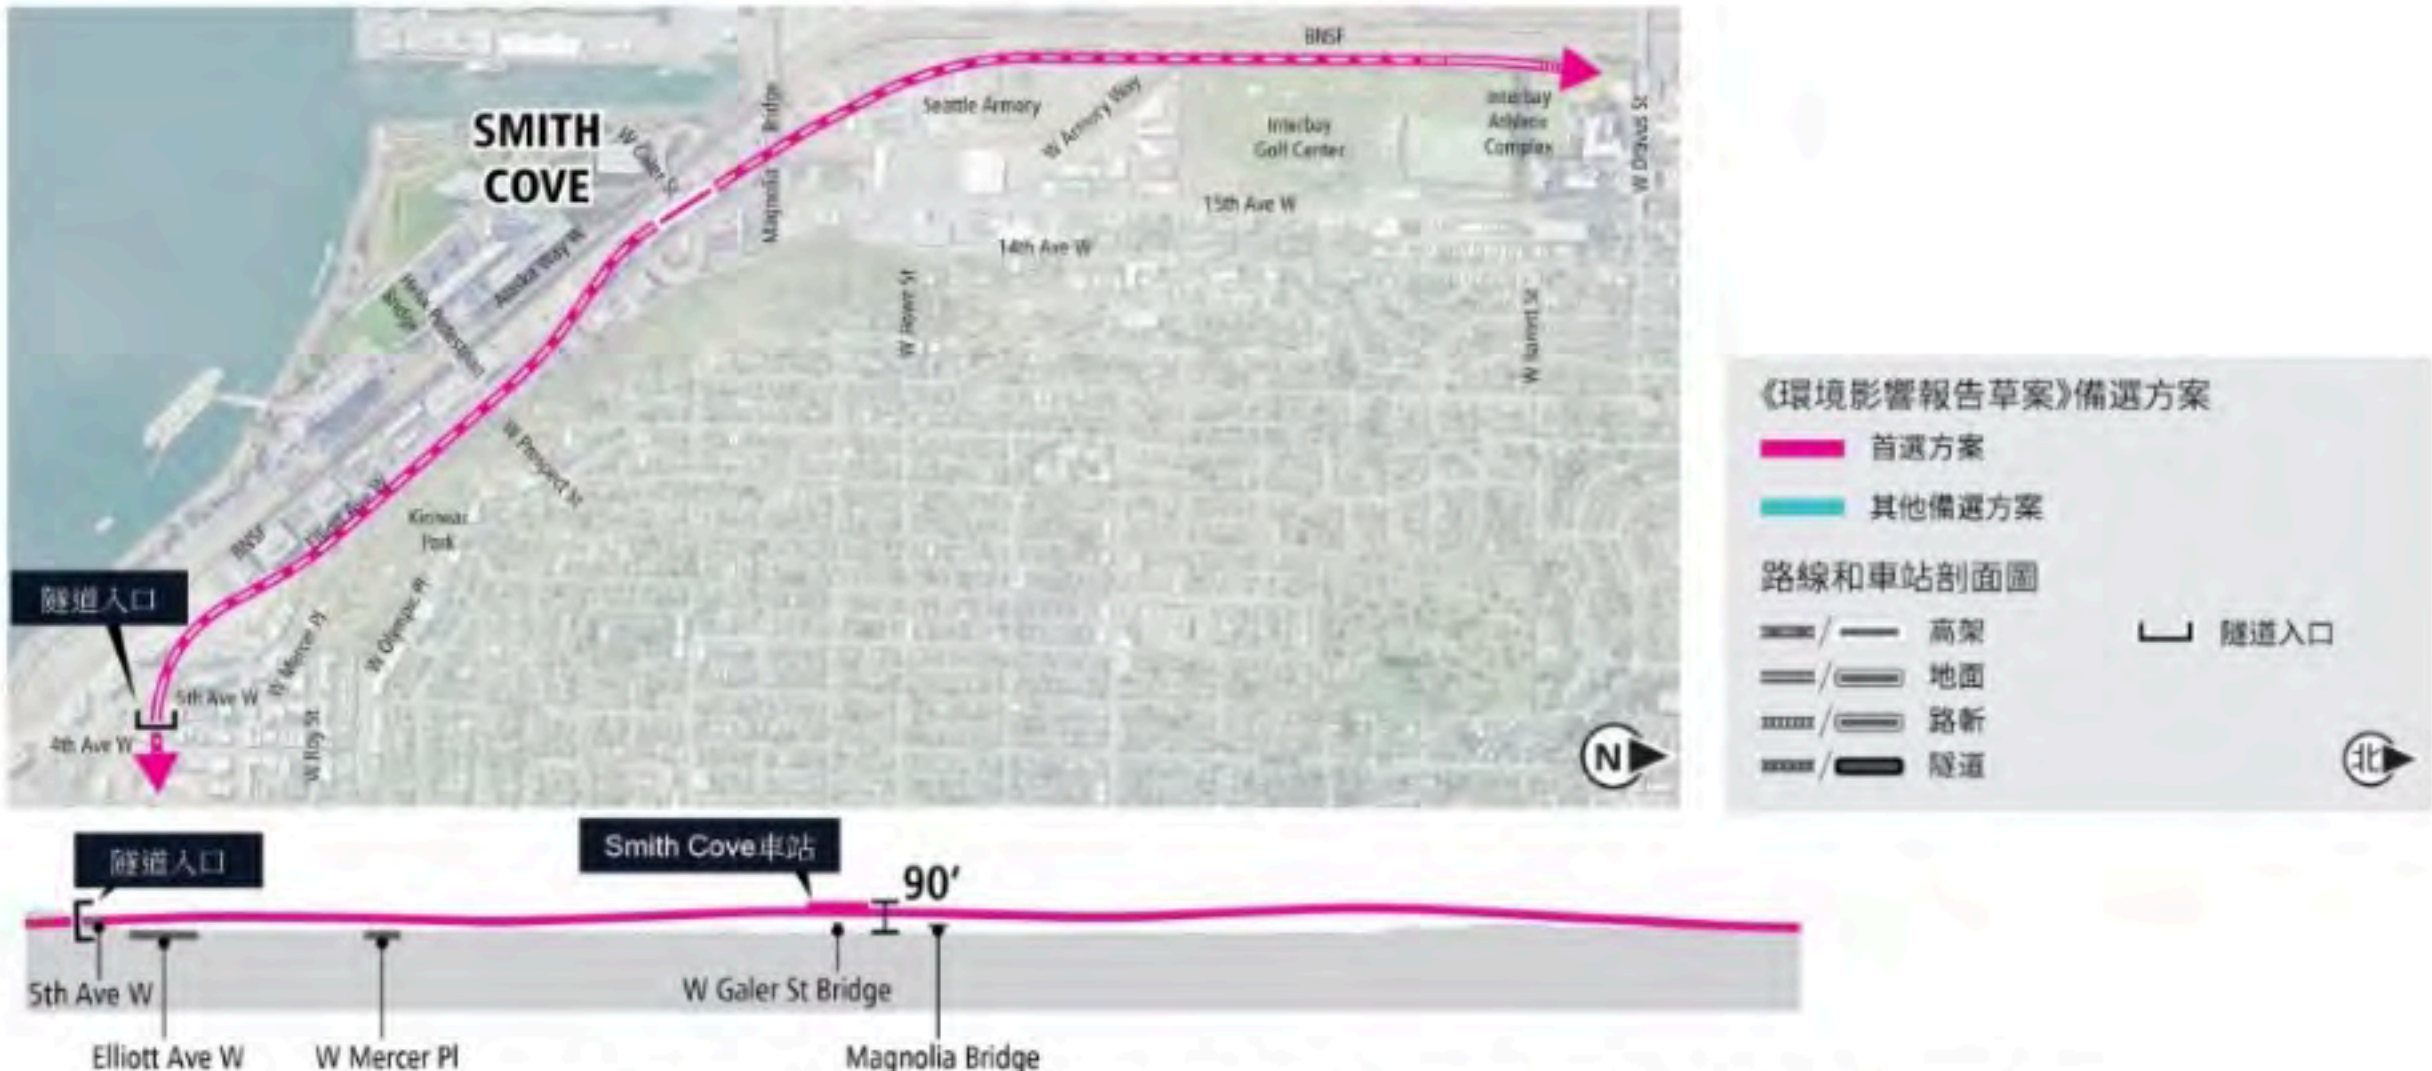 BNSF
SMITH
COVE
W Galer St
Magnolia Bridge
Seattle Armory
W Armory Way
Interbay
Golf Center
Interbay
Athletic
Complex
W Dravus St
15th Ave W
14th Ave W
Alaska Way W
Helix Pedestrian
Bridge
W Howe St
W Barrett St
W Prospect St
Elliott Ave W
BNSF
Kinnear
Park
隧道入口
W Mercer Pl
W Olympic Pl
5th Ave W
4th Ave W
W Roy St
N
《環境影響報告草案》備選方案
首選方案
其他備選方案
路線和車站剖面圖
高架
隧道入口
地面
路斬
隧道
北
隧道入口
Smith Cove車站
90’
5th Ave W
W Galer St Bridge
Elliott Ave W
W Mercer Pl
Magnolia Bridge